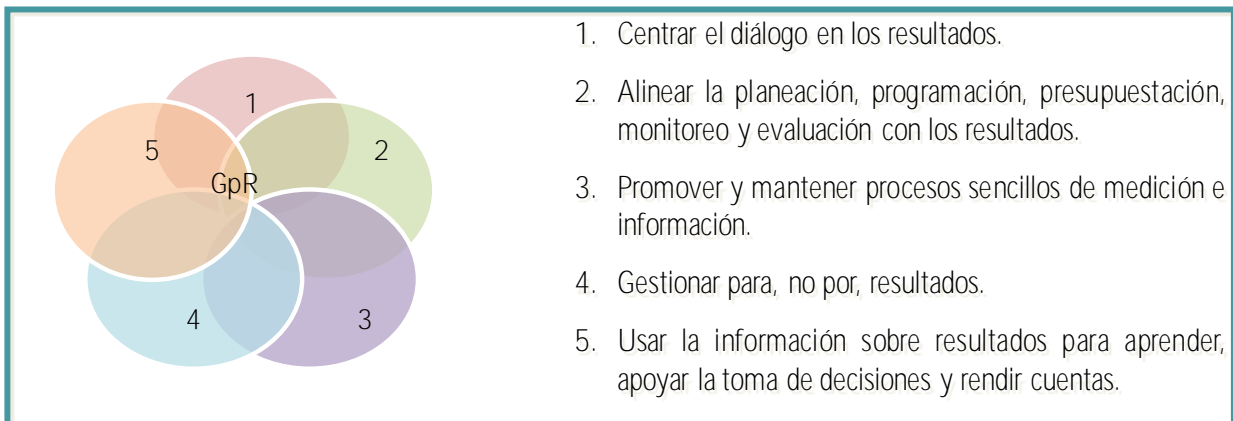 1
2
5
GpR
4
3
1. Centrar el diálogo en los resultados.
2. Alinear la planeación, programación, presupuestación,
monitoreo y evaluación con los resultados.
3. Promover y mantener procesos sencillos de medición e
información.
4. Gestionar para, no por, resultados.
5. Usar la información sobre resultados para aprender,
apoyar la toma de decisiones y rendir cuentas.